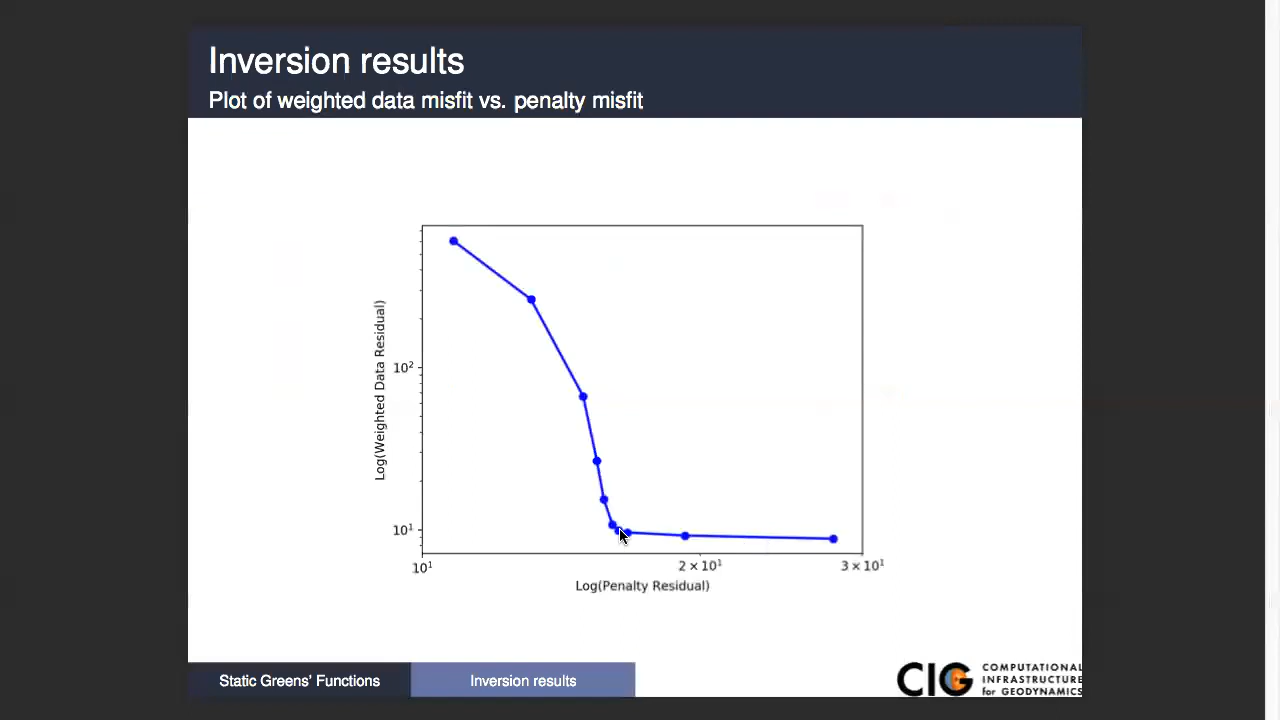 Inversion results
Plot of weighted data misfit vs. penalty misfit
Log(Weighted Data Residual)
10²
10¹
10¹
2 × 10¹
3 × 10¹
Log(Penalty Residual)
Static Greens' Functions
Inversion results
CIG
COMPUTATIONAL
INFRASTRUCTURE
for GEODYNAMICS